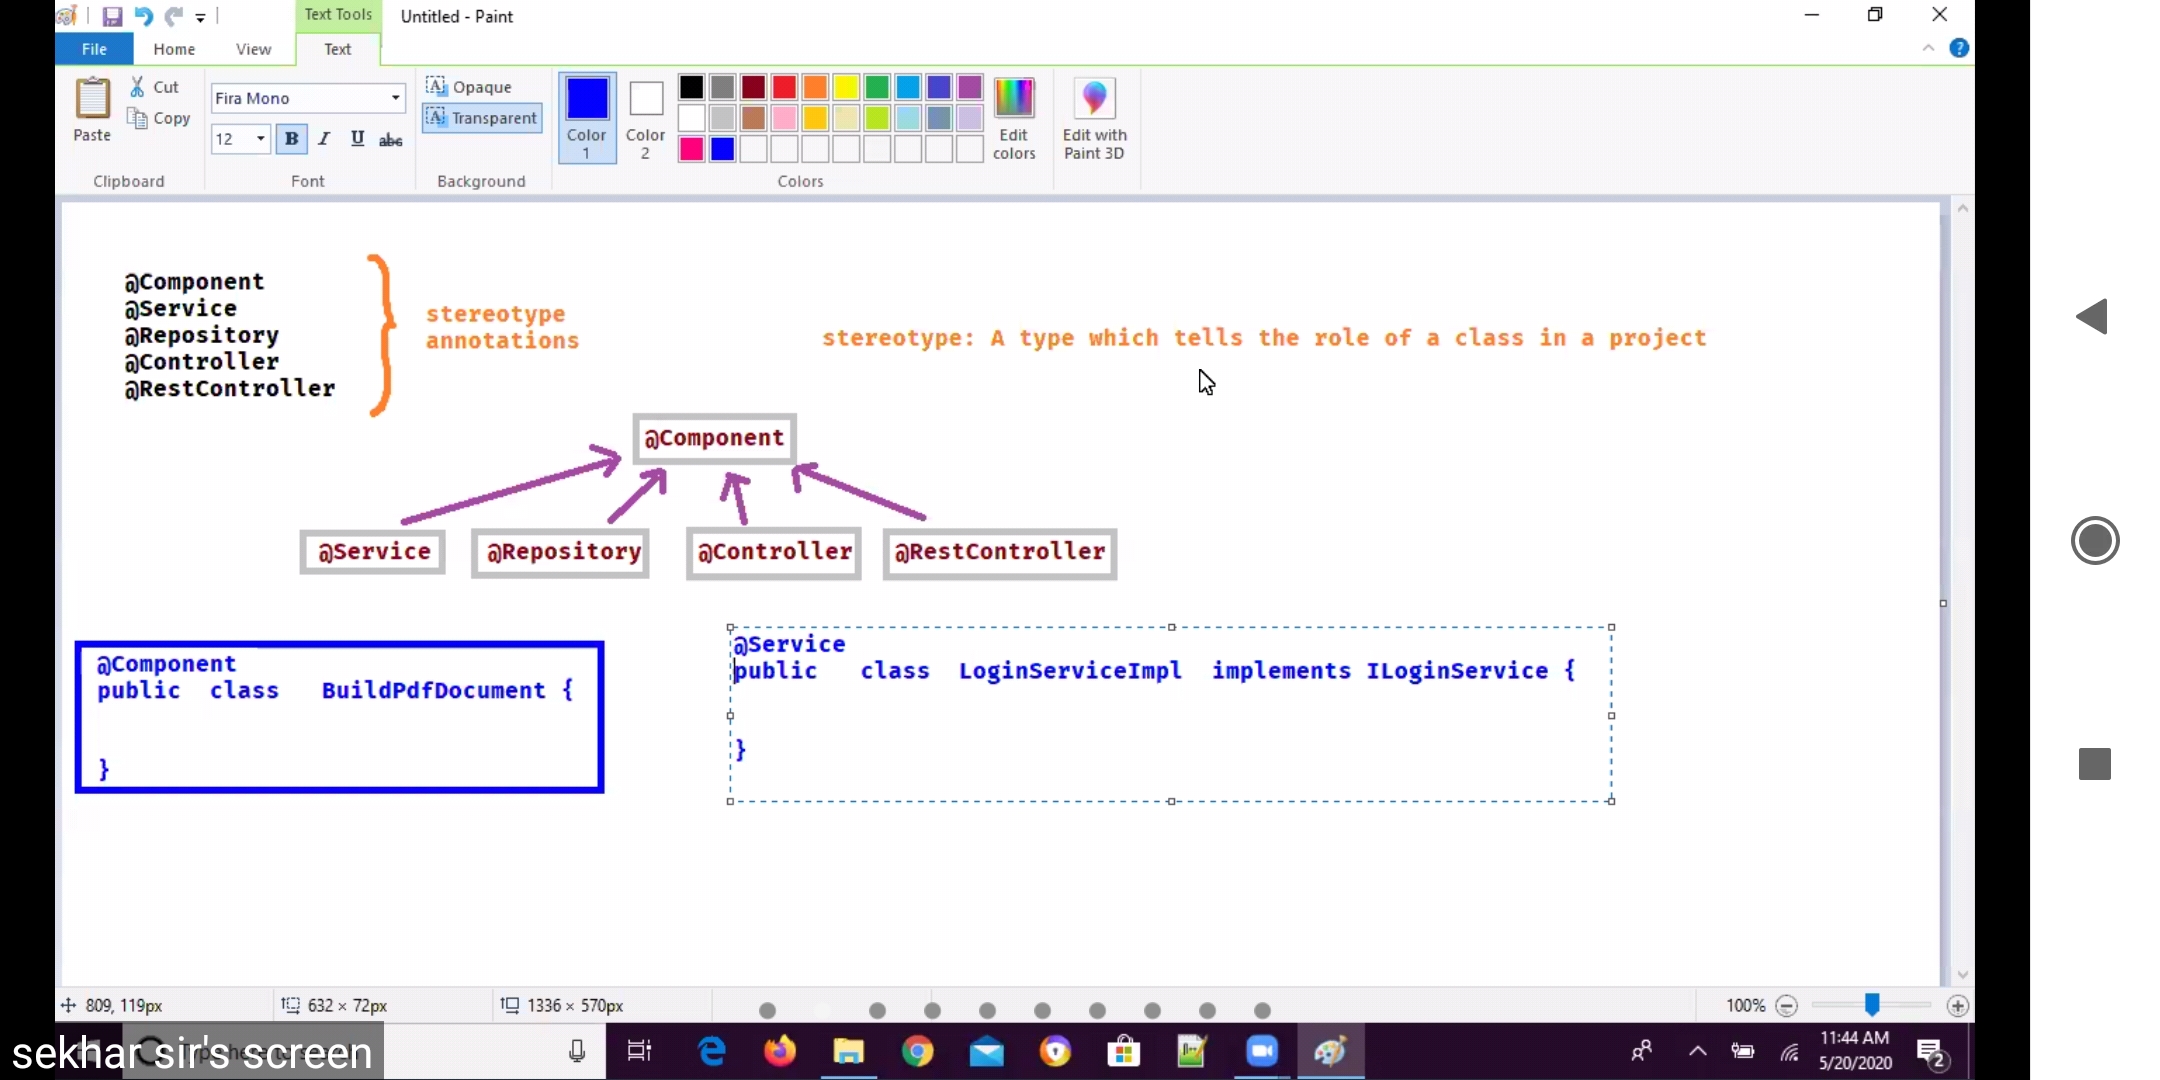 Text Tools
Untitled - Paint
File
Home
View
Text
Paste
Cut
Copy
Clipboard
Fira Mono
12
B
I
U
abc
Font
A Opaque
A Transparent
Background
Color 1
Color 2
Edit colors
Colors
Edit with Paint 3D
@Component
@Service
@Repository
@Controller
@RestController
stereotype
annotations
stereotype: A type which tells the role of a class in a project
@Component
@Service
@Repository
@Controller
@RestController
@Component
public class BuildPdfDocument {
}
@Service
public class LoginServiceImpl implements ILoginService {
}
809, 119px
632 × 72px
1336 × 570px
100%
sekhar sir's screen
11:44 AM
5/20/2020
2